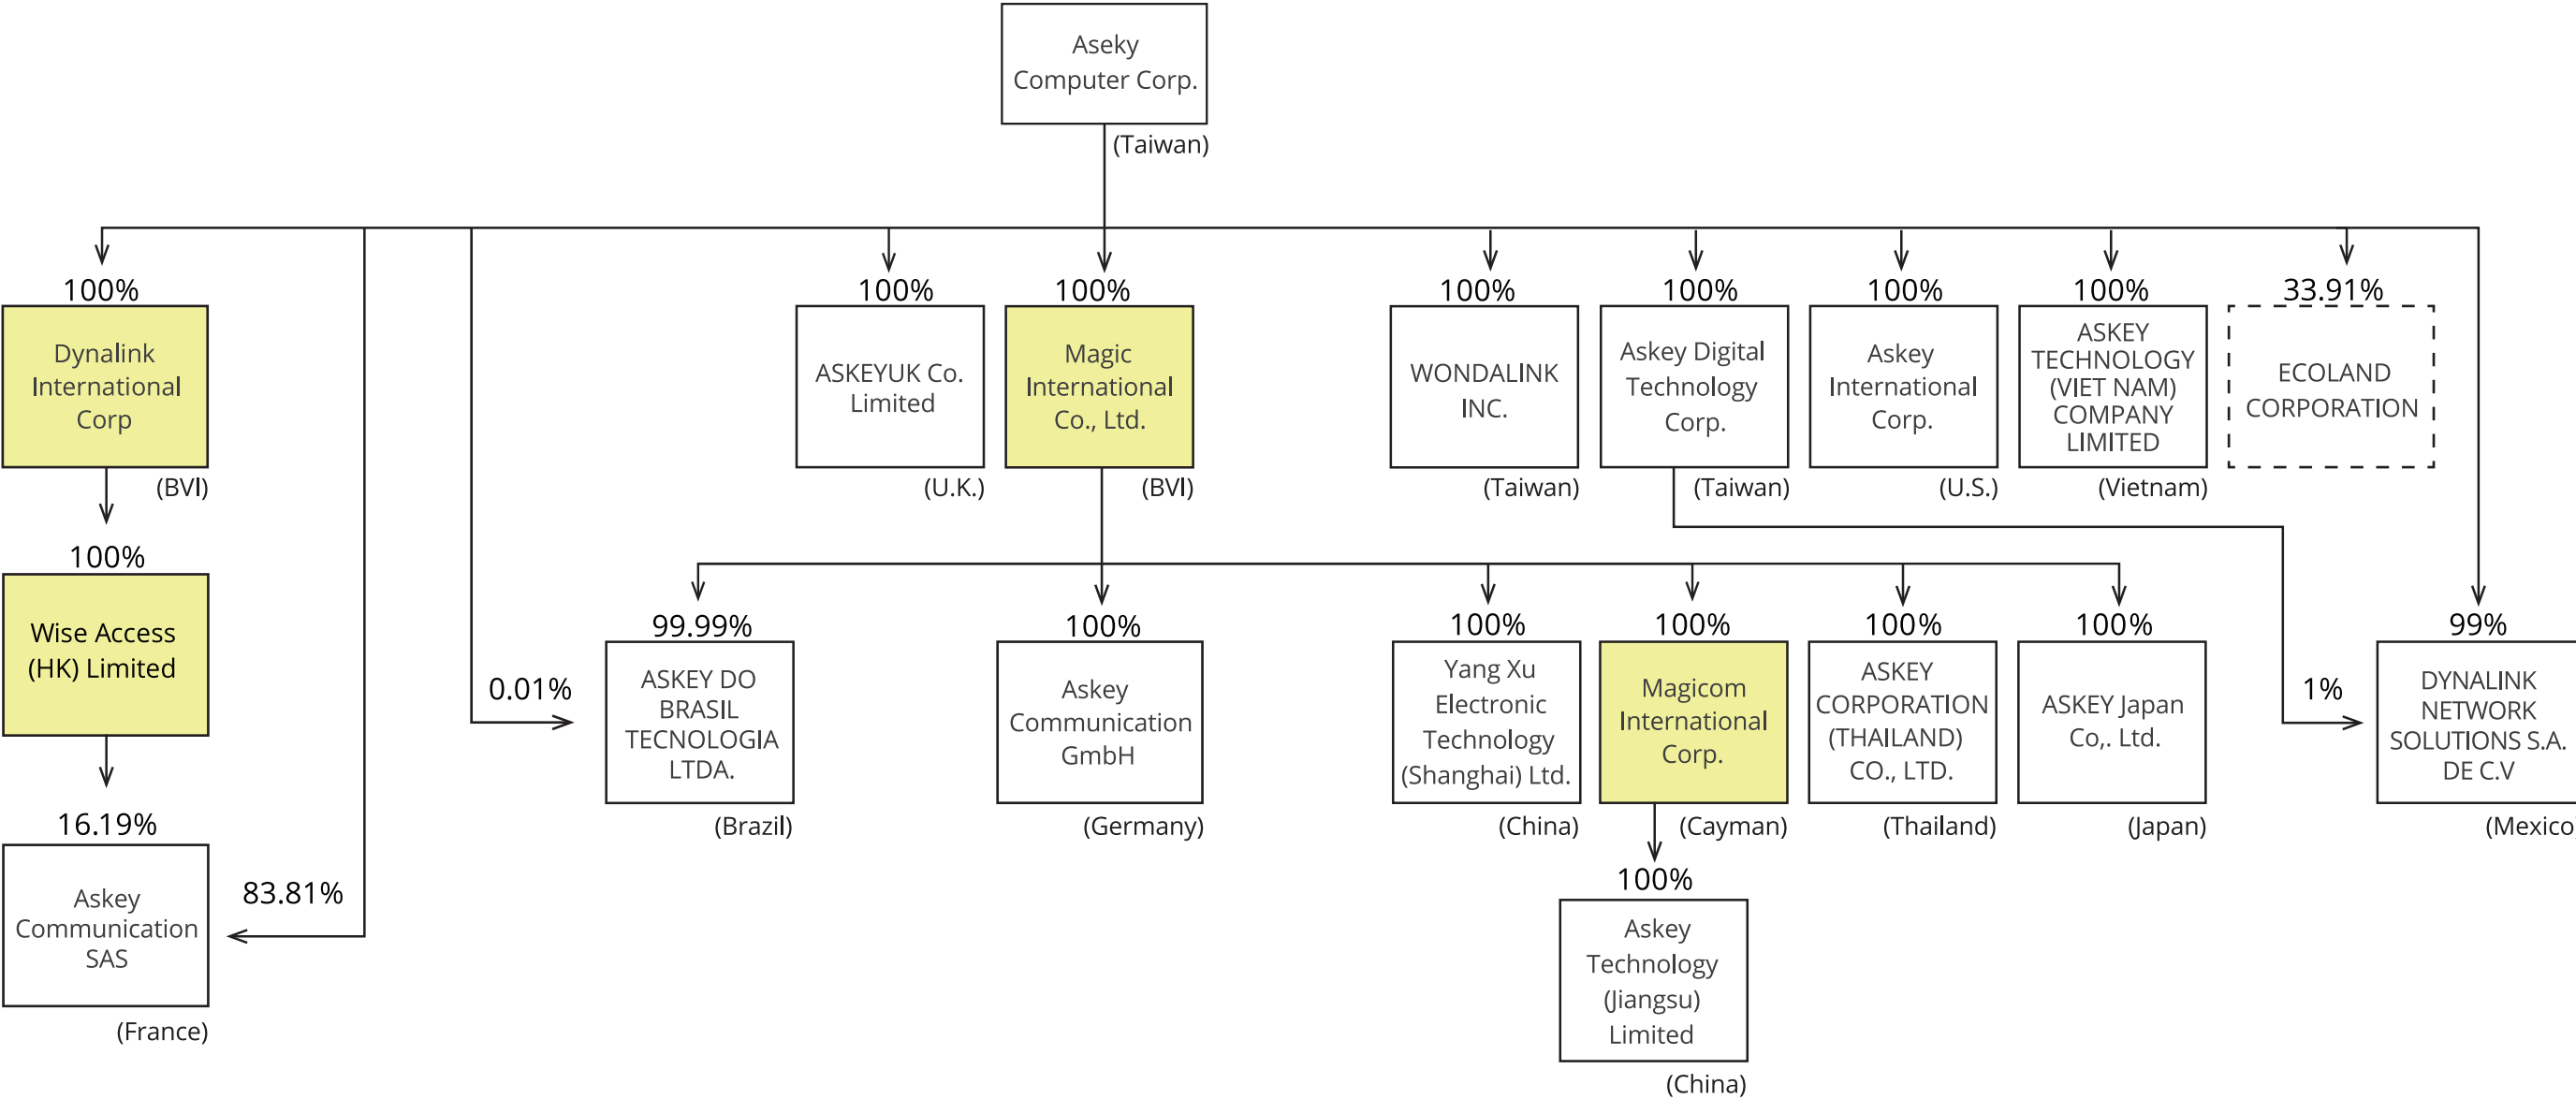 Aseky
Computer Corp.
(Taiwan)
100%
Dynalink
International
Corp
(BVI)
100%
ASKEYUK Co.
Limited
(U.K.)
100%
Magic
International
Co., Ltd.
(BVI)
100%
WONDALINK
INC.
(Taiwan)
100%
Askey Digital
Technology
Corp.
(Taiwan)
100%
Askey
International
Corp.
(U.S.)
100%
ASKEY
TECHNOLOGY
(VIET NAM)
COMPANY
LIMITED
(Vietnam)
33.91%
ECOLAND
CORPORATION
100%
Wise Access
(HK) Limited
16.19%
Askey
Communication
SAS
(France)
83.81%
0.01%
99.99%
ASKEY DO
BRASIL
TECNOLOGIA
LTDA.
(Brazil)
100%
Askey
Communication
GmbH
(Germany)
100%
Yang Xu
Electronic
Technology
(Shanghai) Ltd.
(China)
100%
Magicom
International
Corp.
(Cayman)
100%
ASKEY
CORPORATION
(THAILAND)
CO., LTD.
(Thailand)
100%
ASKEY Japan
Co,. Ltd.
(Japan)
1%
99%
DYNALINK
NETWORK
SOLUTIONS S.A.
DE C.V
(Mexico
100%
Askey
Technology
(Jiangsu)
Limited
(China)